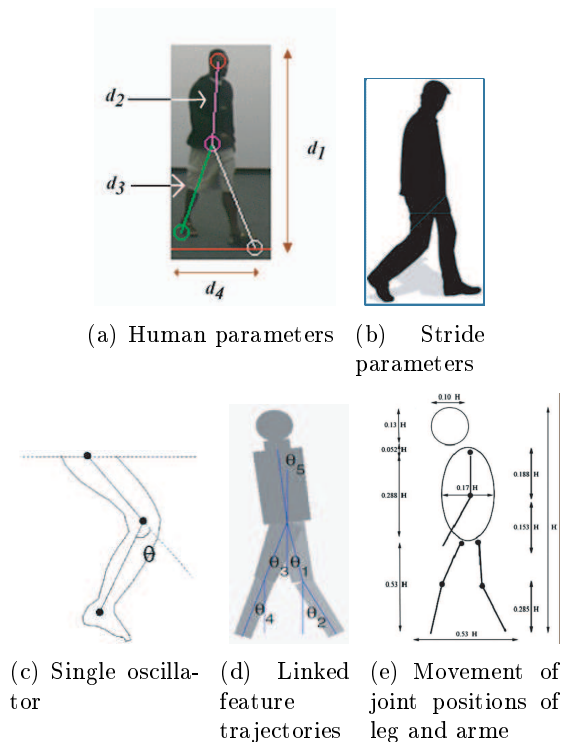 d2
d1
d3
d4
(a) Human parameters
(b) Stride
parameters
θ
θ5
θ3
θ1
θ4
θ2
0.10 H
0.13 H
0.052 H
0.288 H
0.17 H
0.188 H
0.153 H
H
0.53 H
0.285 H
0.53 H
(c) Single oscilla-
tor
(d) Linked
feature
trajectories
(e) Movement of
joint positions of
leg and arme